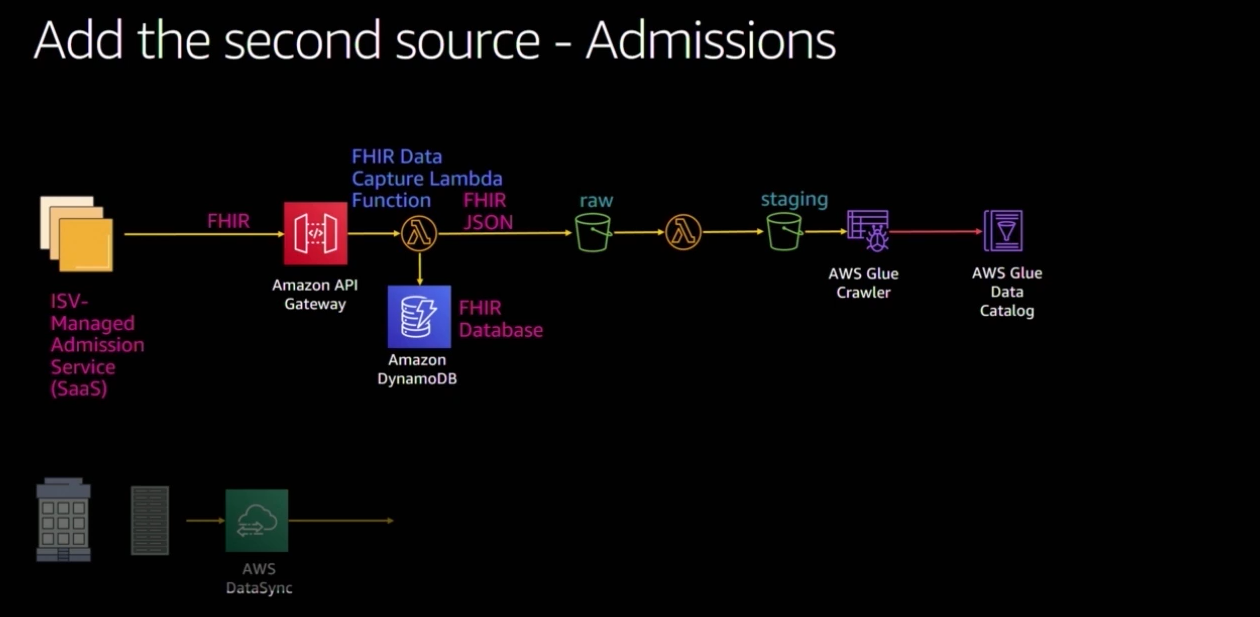 Add the second source - Admissions
FHIR Data
Capture Lambda
Function
FHIR
JSON
FHIR
raw
staging
Amazon API
Gateway
AWS Glue
Crawler
AWS Glue
Data
Catalog
ISV-
Managed
Admission
Service
(SaaS)
FHIR
Database
Amazon
DynamoDB
AWS
DataSync